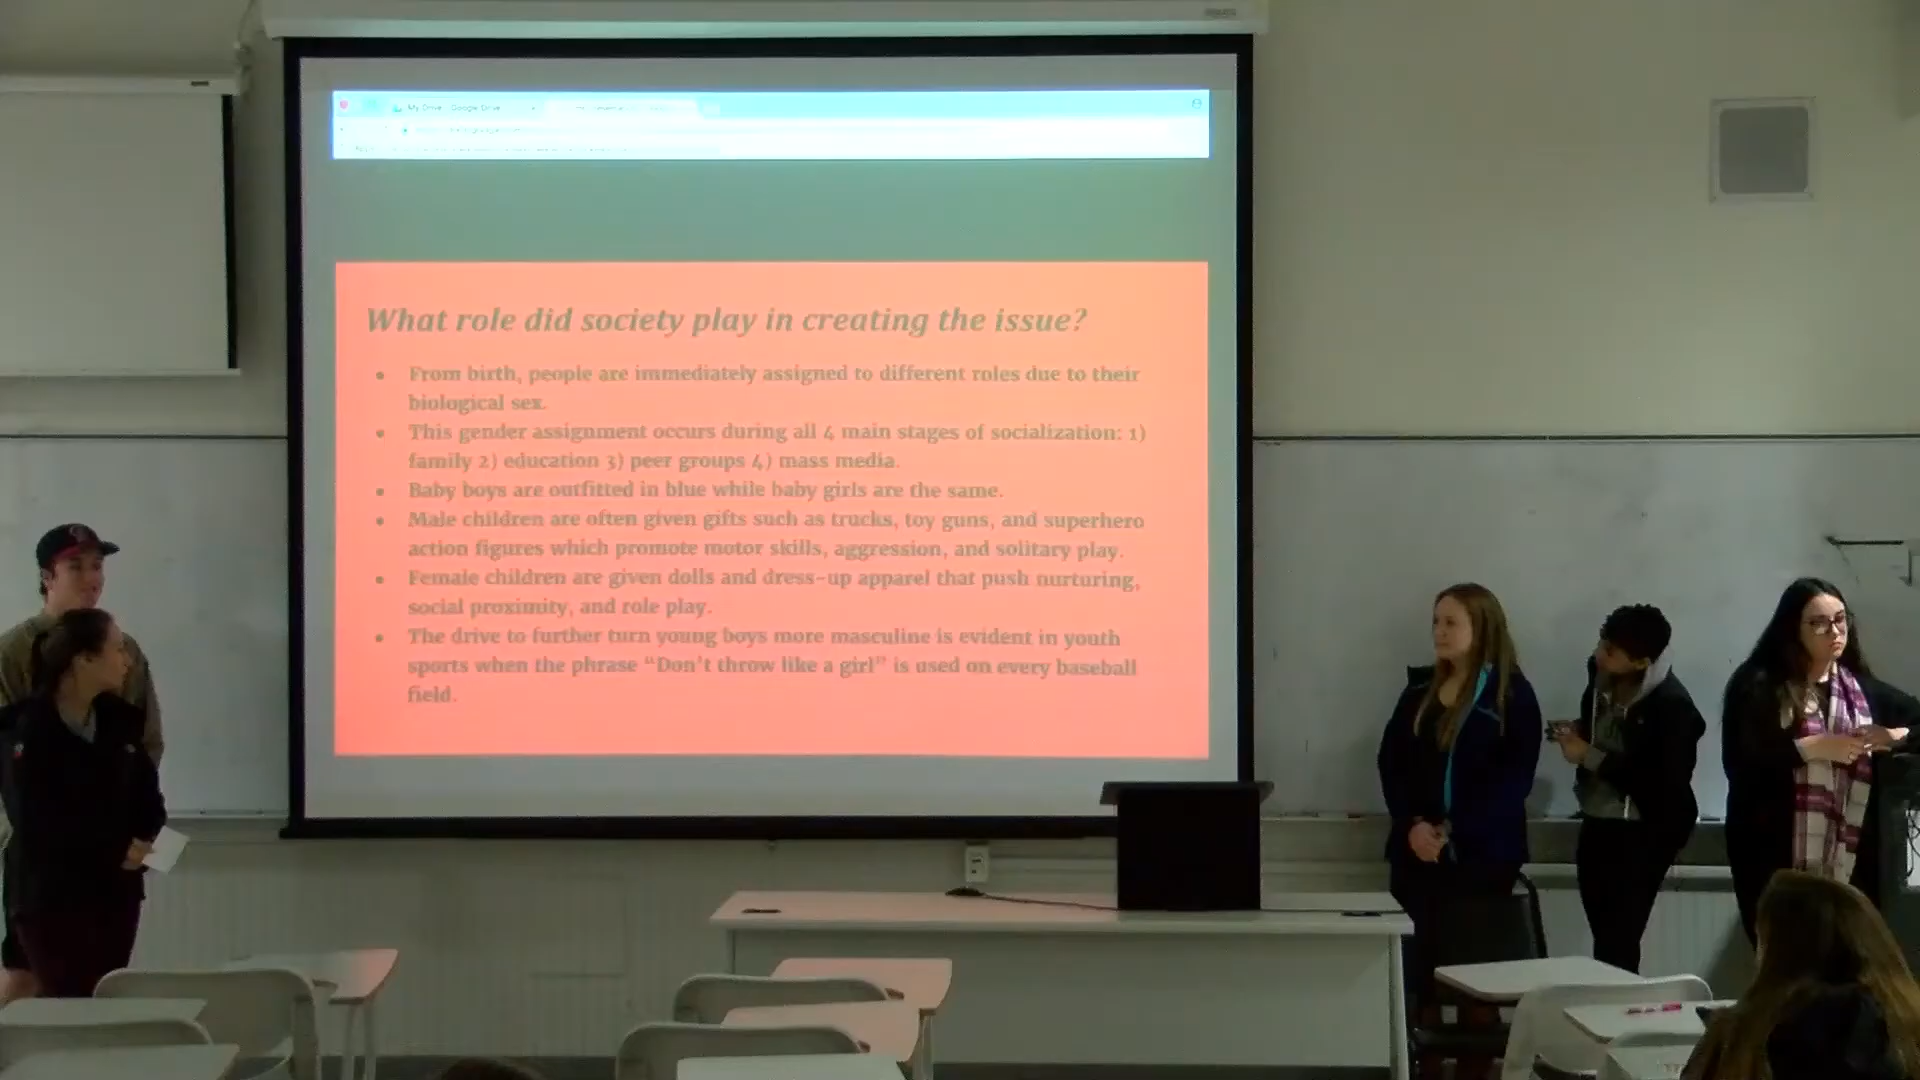 My Drive - Google Drive
What role did society play in creating the issue?
From birth, people are immediately assigned to different roles due to their
biological sex.
This gender assignment occurs during all 4 main stages of socialization: 1)
family 2) education 3) peer groups 4) mass media.
Baby boys are outfitted in blue while baby girls are the same.
Male children are often given gifts such as trucks, toy guns, and superhero
action figures which promote motor skills, aggression, and solitary play.
Female children are given dolls and dress-up apparel that push nurturing,
social proximity, and role play.
The drive to further turn young boys more masculine is evident in youth
sports when the phrase “Don’t throw like a girl” is used on every baseball
field.